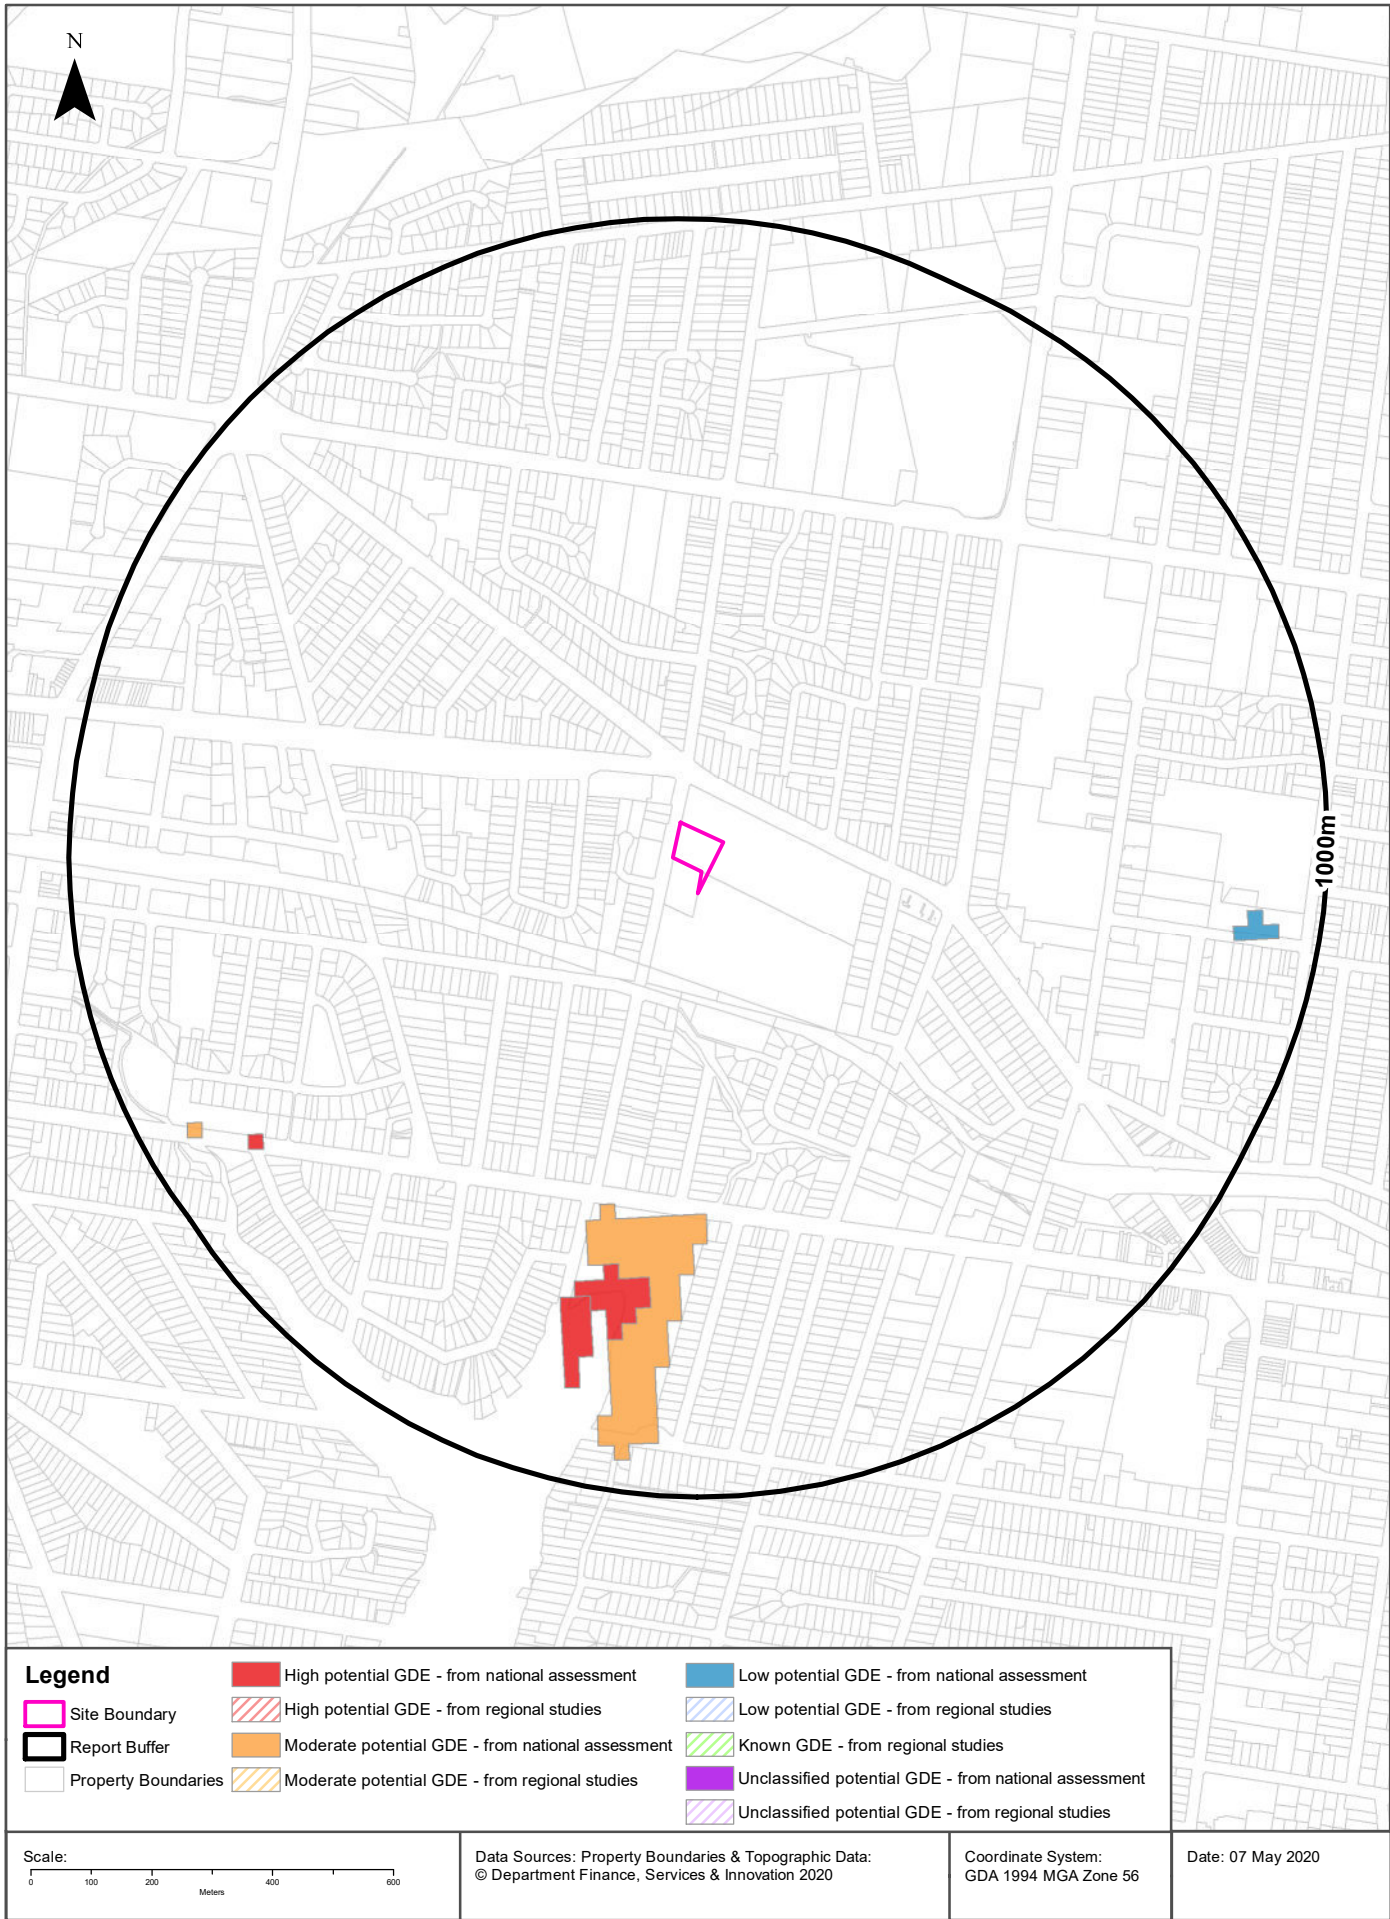 N
1000m
Legend
Site Boundary
Report Buffer
Property Boundaries
High potential GDE - from national assessment
High potential GDE - from regional studies
Moderate potential GDE - from national assessment
Moderate potential GDE - from regional studies
Low potential GDE - from national assessment
Low potential GDE - from regional studies
Known GDE - from regional studies
Unclassified potential GDE - from national assessment
Unclassified potential GDE - from regional studies
Scale:
0 100 200 400 600
Meters
Data Sources: Property Boundaries & Topographic Data:
© Department Finance, Services & Innovation 2020
Coordinate System:
GDA 1994 MGA Zone 56
Date: 07 May 2020